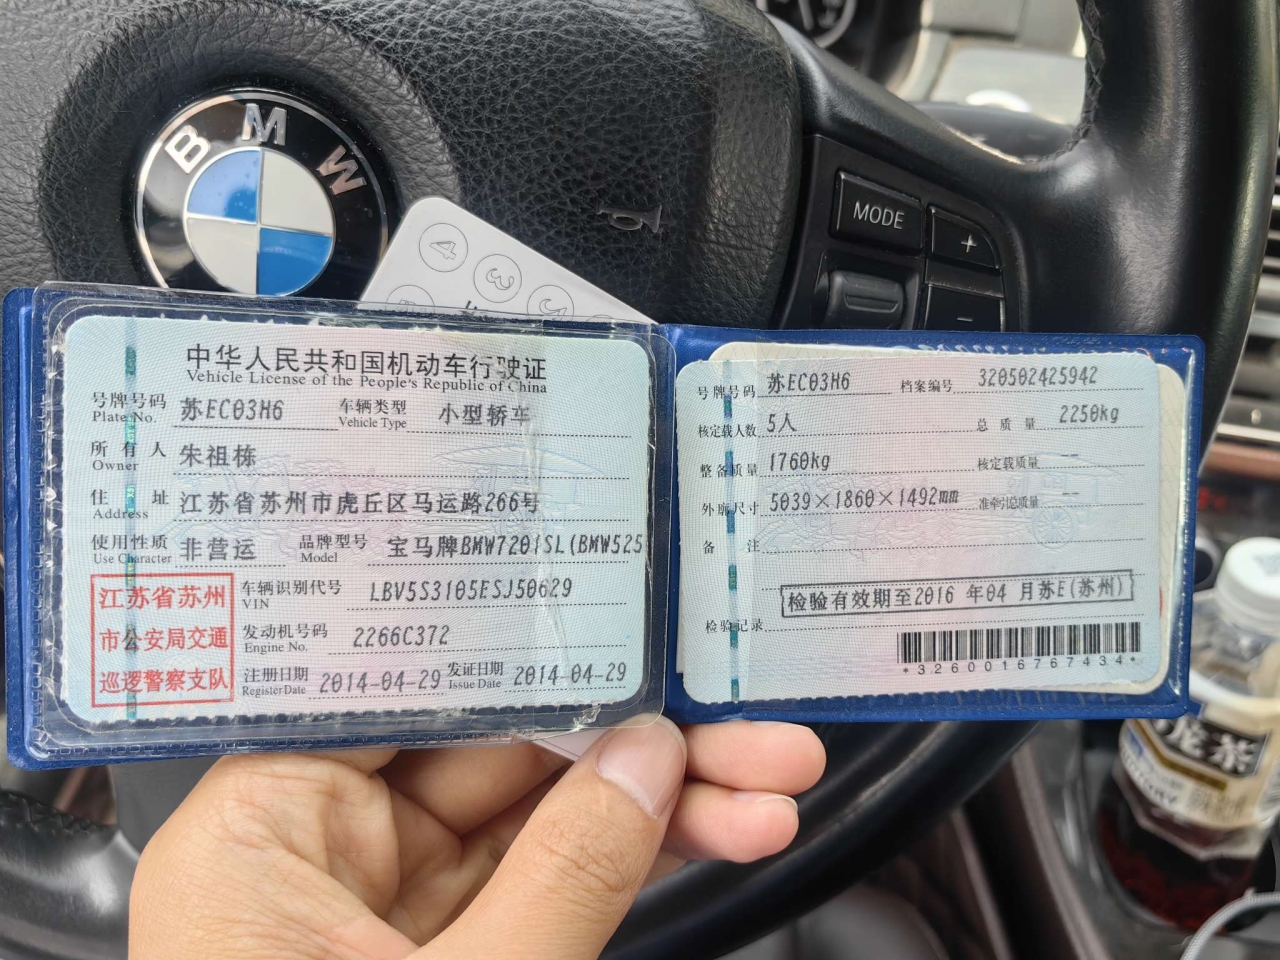 BMW
MODE
+
−
4
3
中华人民共和国机动车行驶证
Vehicle License of the People's Republic of China
号牌号码 苏EC03H6 车辆类型 小型轿车
Plate No. Vehicle Type
所有人 朱祖栋
Owner
住址 江苏省苏州市虎丘区马运路266号
Address
使用性质 非营运 品牌型号 宝马牌BMW7201SL(BMW525
Use Character Model
江苏省苏州
市公安局交通
巡逻警察支队
车辆识别代号 LBV5S3105ESJ50629
VIN
发动机号码 2266C372
Engine No.
注册日期 2014-04-29 发证日期 2014-04-29
Register Date Issue Date
号牌号码 苏EC03H6 档案编号 320502425942
核定载人数 5人 总质量 2250kg
整备质量 1760kg 核定载质量 --
外廓尺寸 5039×1860×1492mm 准牵引总质量 --
备注
检验有效期至2016 年04 月苏E(苏州)
检验记录
*3260016767434*